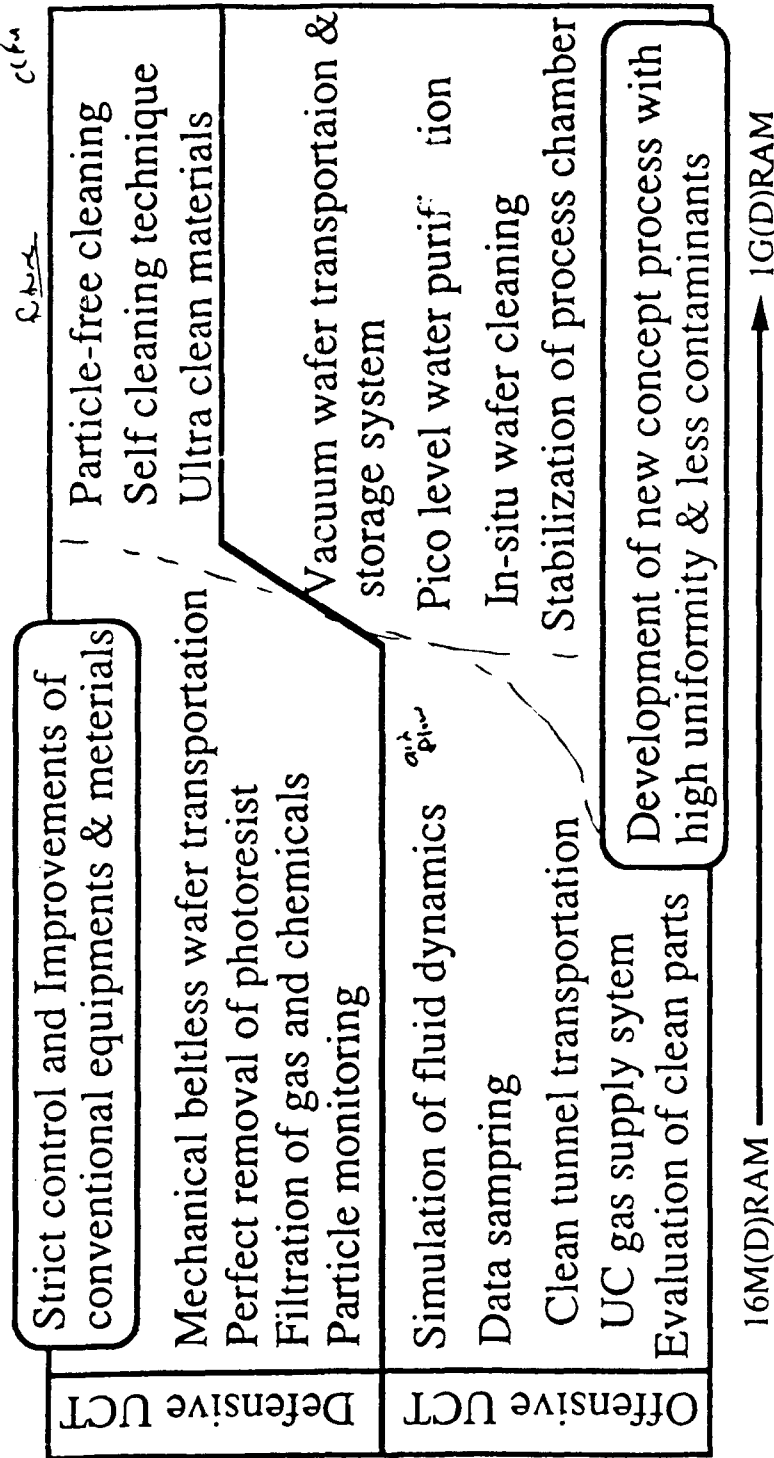 Strict control and Improvements of
conventional equipments & meterials
Defensive UCT
Mechanical beltless wafer transportation
Perfect removal of photoresist
Filtration of gas and chemicals
Particle monitoring
Particle-free cleaning
Self cleaning technique
Ultra clean materials
Offensive UCT
Simulation of fluid dynamics
air flow
Data sampring
Clean tunnel transportation
UC gas supply sytem
Evaluation of clean parts
Vacuum wafer transportaion &
storage system
Pico level water purif tion
In-situ wafer cleaning
Stabilization of process chamber
Development of new concept process with
high uniformity & less contaminants
16M(D)RAM
1G(D)RAM